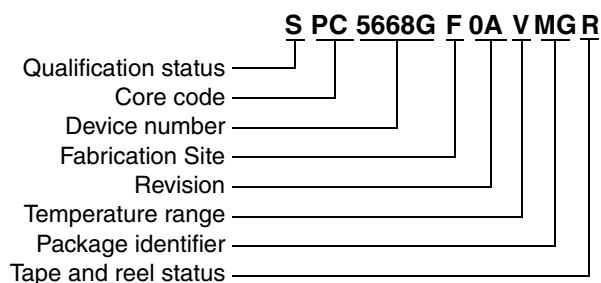 S PC 5668G F 0A V MG R
Qualification status
Core code
Device number
Fabrication Site
Revision
Temperature range
Package identifier
Tape and reel status